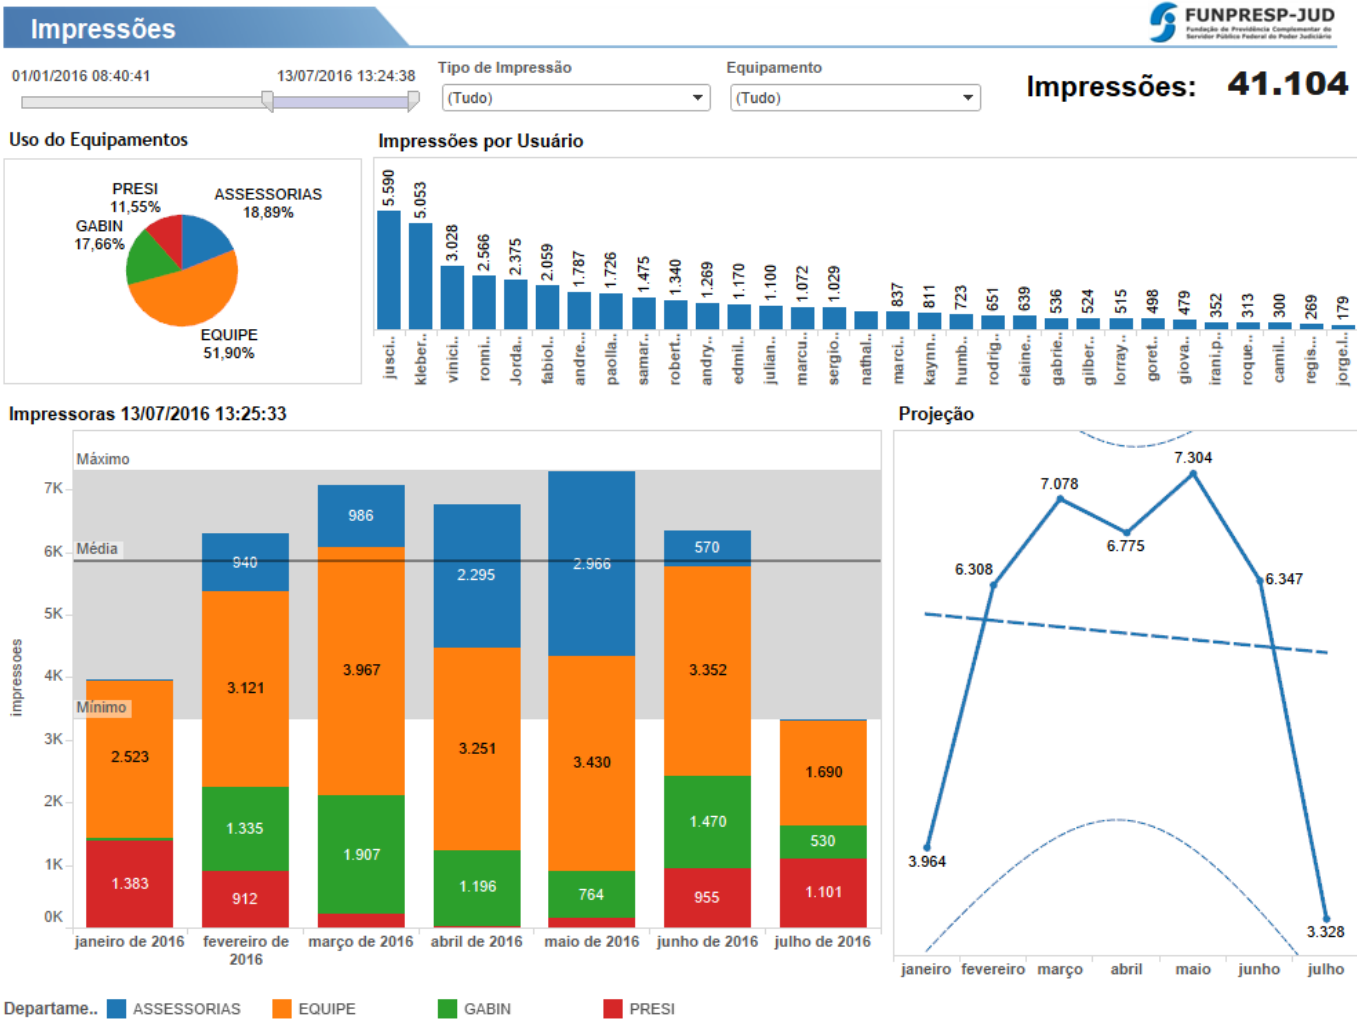 Impressões
FUNPRESP-JUD
Fundação de Previdência Complementar do
Servidor Público Federal do Poder Judiciário
01/01/2016 08:40:41
13/07/2016 13:24:38
Tipo de Impressão
(Tudo)
Equipamento
(Tudo)
Impressões: 41.104
Uso do Equipamentos
PRESI
11,55%
ASSESSORIAS
18,89%
GABIN
17,66%
EQUIPE
51,90%
Impressões por Usuário
5.590
5.053
3.028
2.566
2.375
2.059
1.787
1.726
1.475
1.340
1.269
1.170
1.100
1.072
1.029
837
811
723
651
639
536
524
515
498
479
352
313
300
269
179
jusci..
kleber..
vinici..
ronni..
Jorda..
fabiol..
andre...
paolla..
samar..
robert..
andry..
edmil..
julian..
marcu..
sergio..
nathal..
marci..
kaynn..
humb..
rodrig..
elaine..
gabrie..
gilber..
lorray..
goret..
giova..
irani.p..
roque..
camil..
regis...
jorge.l..
Impressoras 13/07/2016 13:25:33
Máximo
Média
Mínimo
7K
6K
5K
4K
3K
2K
1K
0K
impressoes
2.523
1.383
940
3.121
1.335
912
986
3.967
1.907
2.295
3.251
1.196
2.966
3.430
764
570
3.352
1.470
955
1.690
530
1.101
janeiro de 2016
fevereiro de
2016
março de 2016
abril de 2016
maio de 2016
junho de 2016
julho de 2016
Projeção
3.964
6.308
7.078
6.775
7.304
6.347
3.328
janeiro
fevereiro
março
abril
maio
junho
julho
Departame.. ASSESSORIAS EQUIPE GABIN PRESI